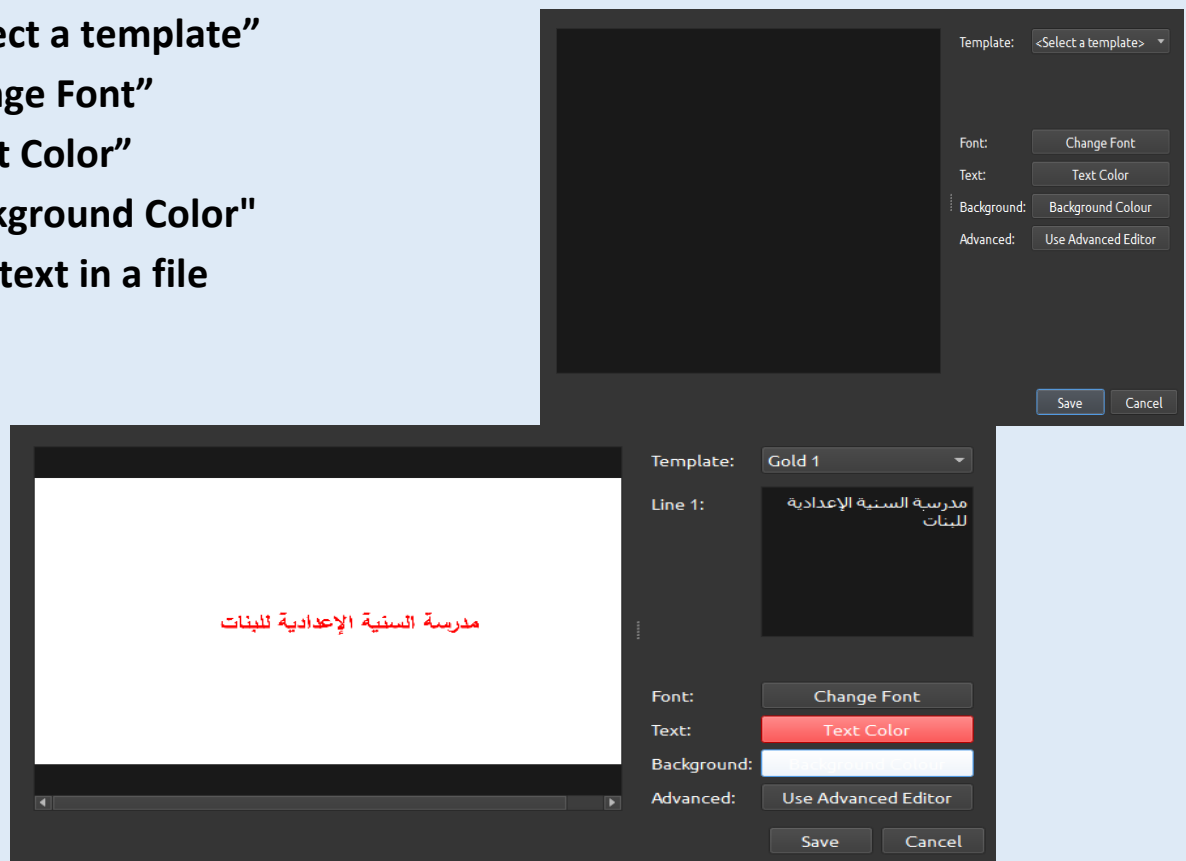 ect a template”
ge Font”
t Color”
kground Color"
text in a file
Template: <Select a template>
Font: Change Font
Text: Text Color
Background: Background Colour
Advanced: Use Advanced Editor
Save Cancel
Template: Gold 1
Line 1: مدرسة السنية الإعدادية
للبنات
مدرسة السنية الإعدادية للبنات
Font: Change Font
Text: Text Color
Background: Background Colour
Advanced: Use Advanced Editor
Save Cancel